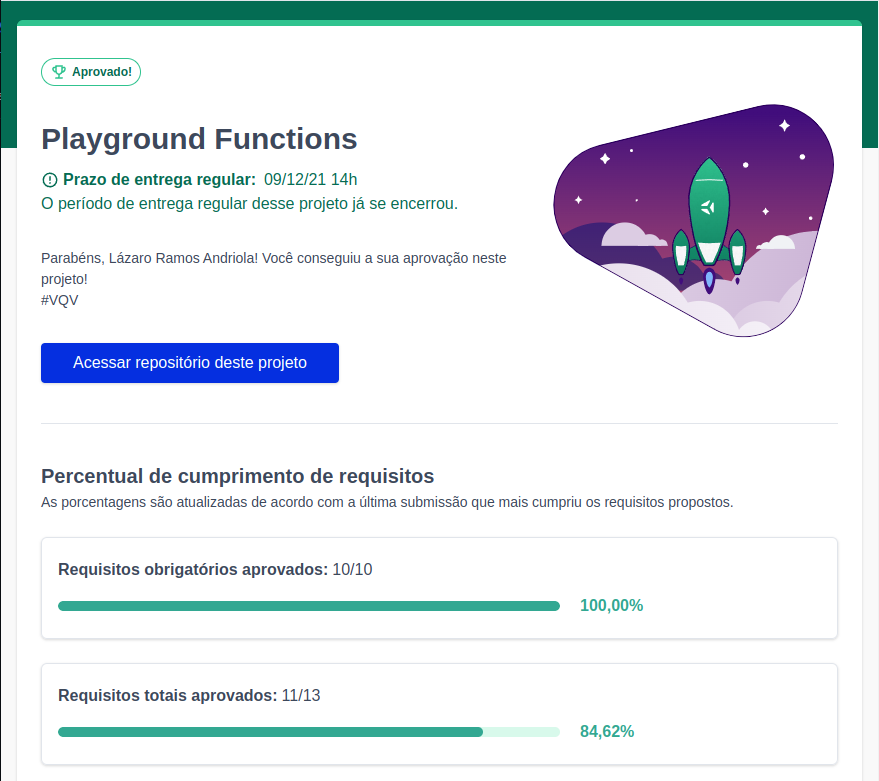 Aprovado!
Playground Functions
Prazo de entrega regular: 09/12/21 14h
O período de entrega regular desse projeto já se encerrou.
Parabéns, Lázaro Ramos Andriola! Você conseguiu a sua aprovação neste
projeto!
#VQV
Acessar repositório deste projeto
Percentual de cumprimento de requisitos
As porcentagens são atualizadas de acordo com a última submissão que mais cumpriu os requisitos propostos.
Requisitos obrigatórios aprovados: 10/10
100,00%
Requisitos totais aprovados: 11/13
84,62%